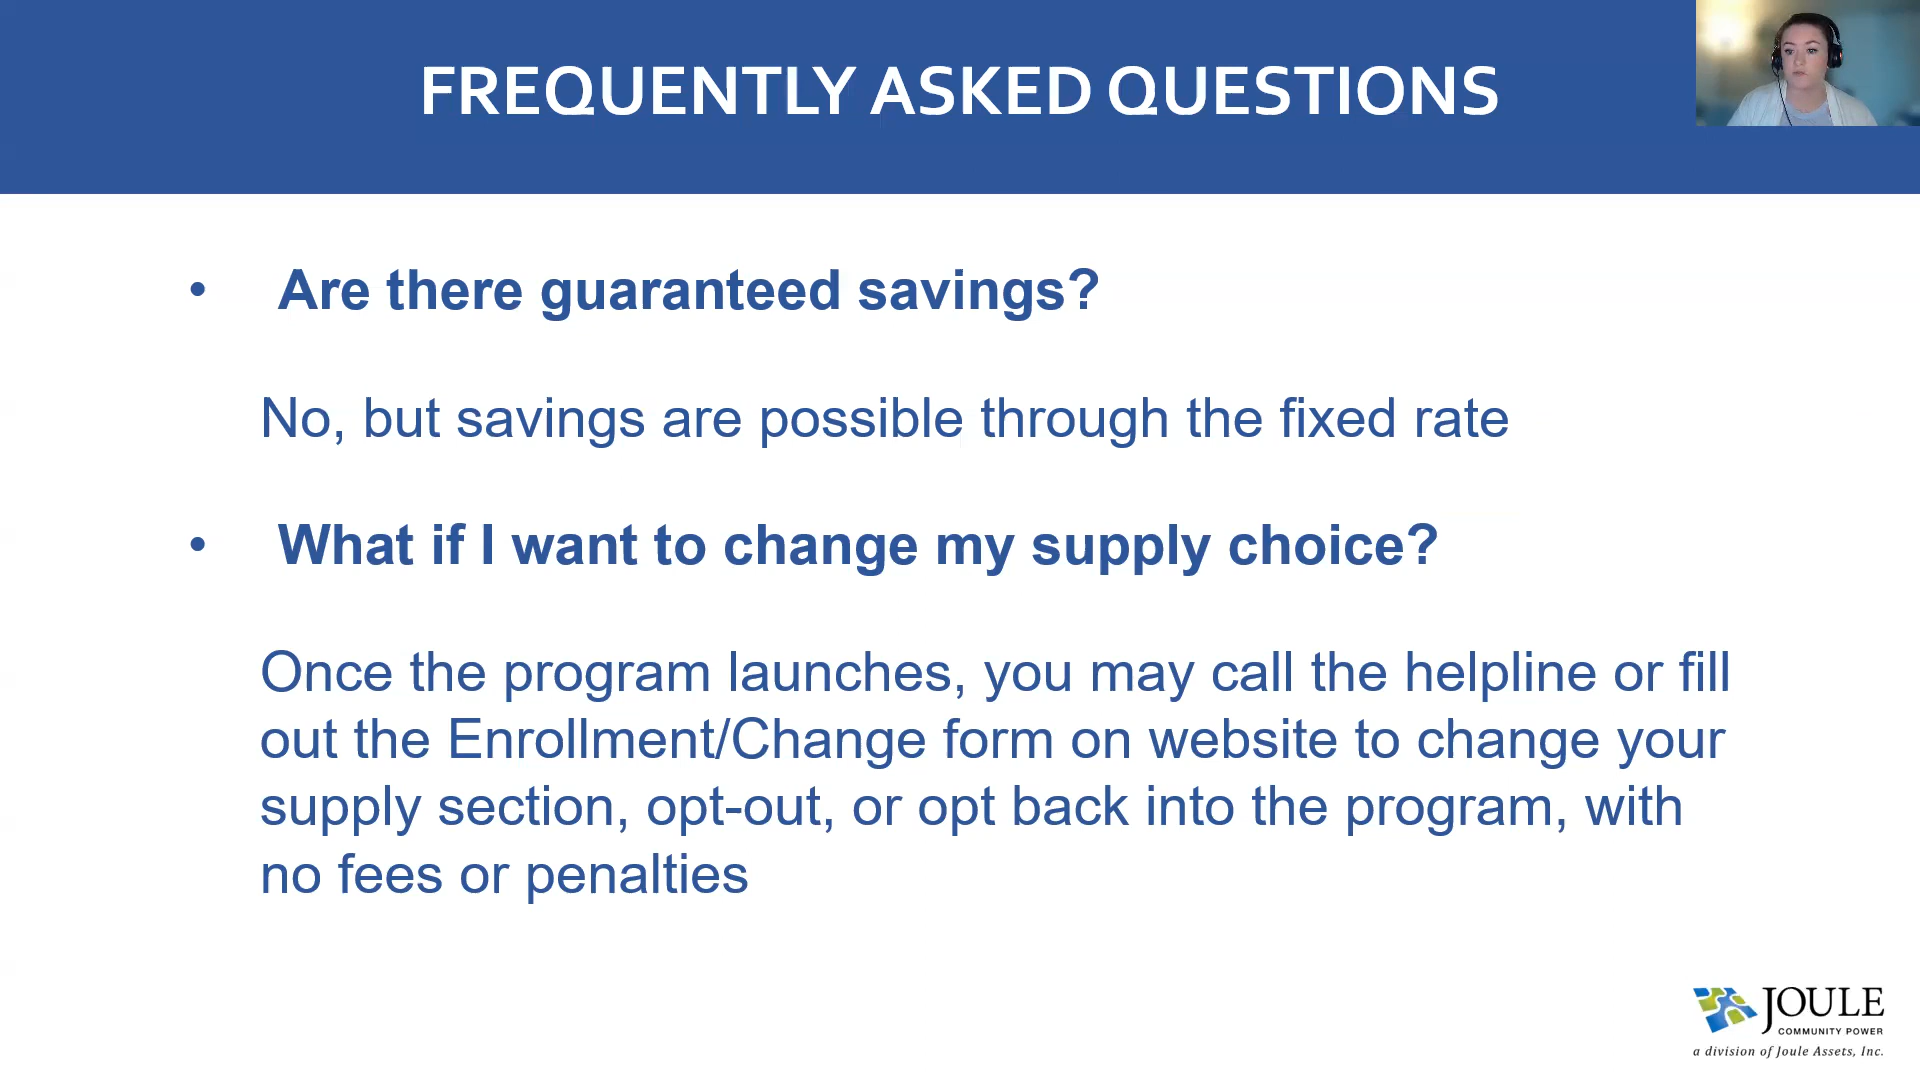 FREQUENTLY ASKED QUESTIONS
• Are there guaranteed savings?
No, but savings are possible through the fixed rate
• What if I want to change my supply choice?
Once the program launches, you may call the helpline or fill
out the Enrollment/Change form on website to change your
supply section, opt-out, or opt back into the program, with
no fees or penalties
JOULE
COMMUNITY POWER
a division of Joule Assets, Inc.